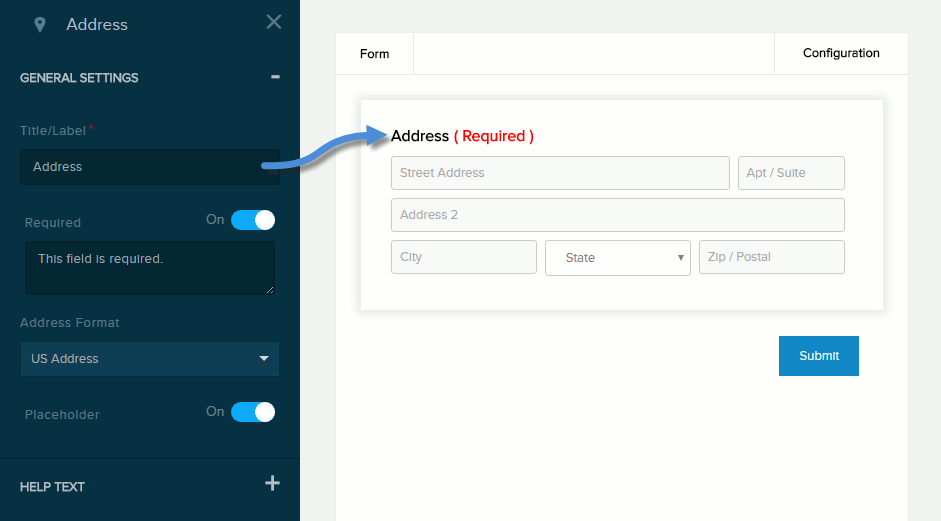 Address
GENERAL SETTINGS
Title/Label*
Address
Required
On
This field is required.
Address Format
US Address
Placeholder
On
HELP TEXT
Form
Configuration
Address ( Required )
Street Address
Apt / Suite
Address 2
City
State
Zip / Postal
Submit